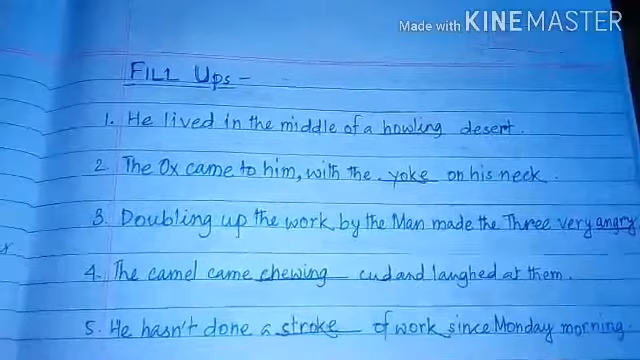 Made with KINEMASTER
FILL Ups -
1. He lived in the middle of a howling desert.
2. The Ox came to him, with the yoke on his neck.
3. Doubling up the work by the Man made the Three very angry.
4. The camel came chewing cud and laughed at them.
5. He hasn't done a stroke of work since Monday morning.